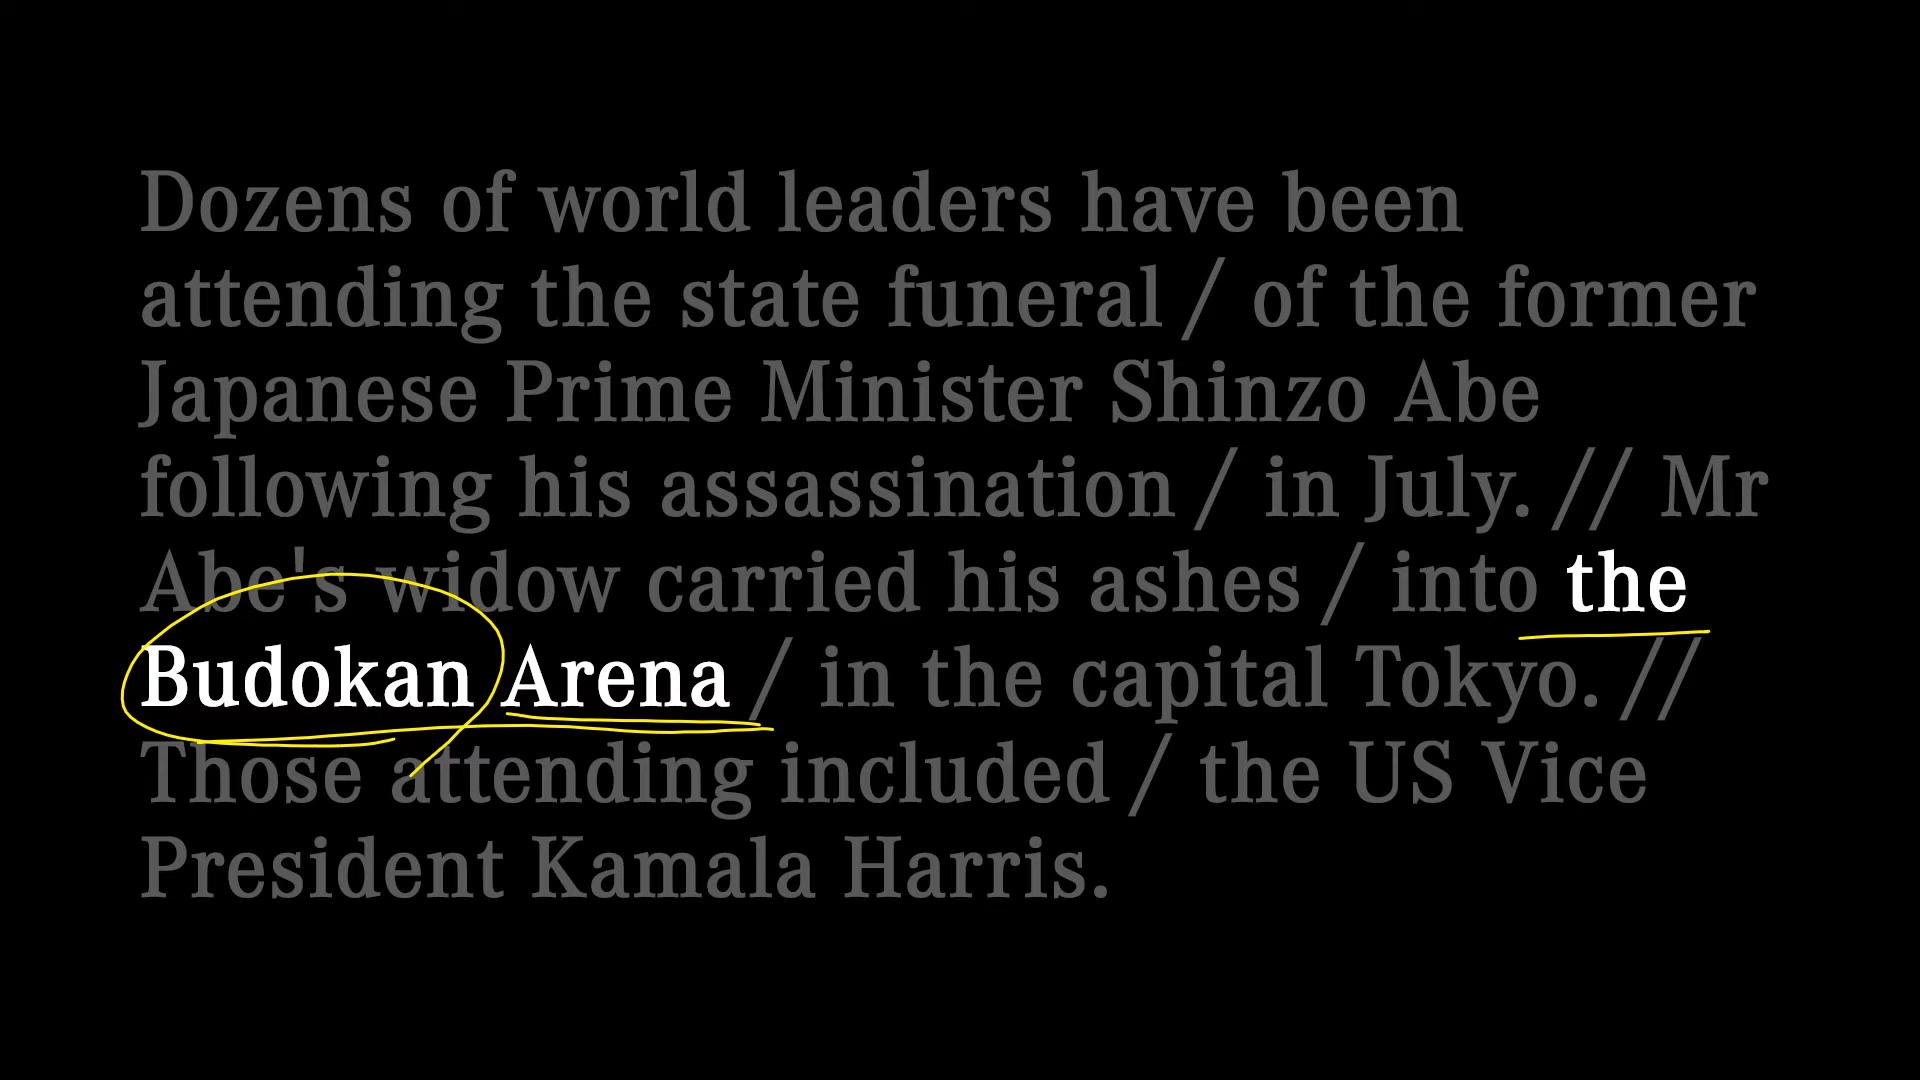 Dozens of world leaders have been
attending the state funeral / of the former
Japanese Prime Minister Shinzo Abe
following his assassination / in July. // Mr
Abe's widow carried his ashes / into the
Budokan Arena / in the capital Tokyo. //
Those attending included / the US Vice
President Kamala Harris.